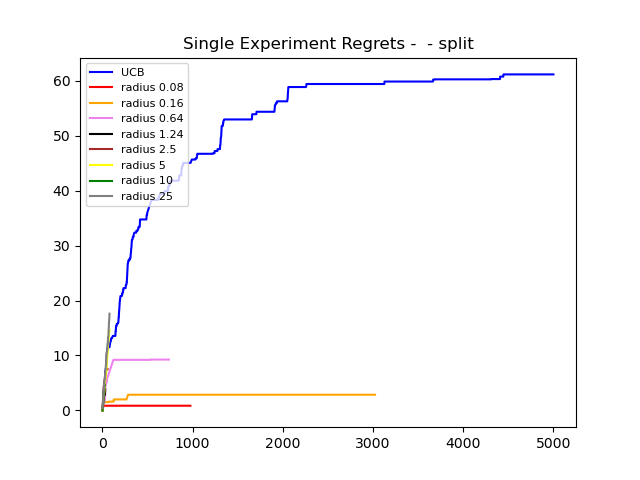 Single Experiment Regrets -  - split
UCB
radius 0.08
radius 0.16
radius 0.64
radius 1.24
radius 2.5
radius 5
radius 10
radius 25
60
50
40
30
20
10
0
0 1000 2000 3000 4000 5000